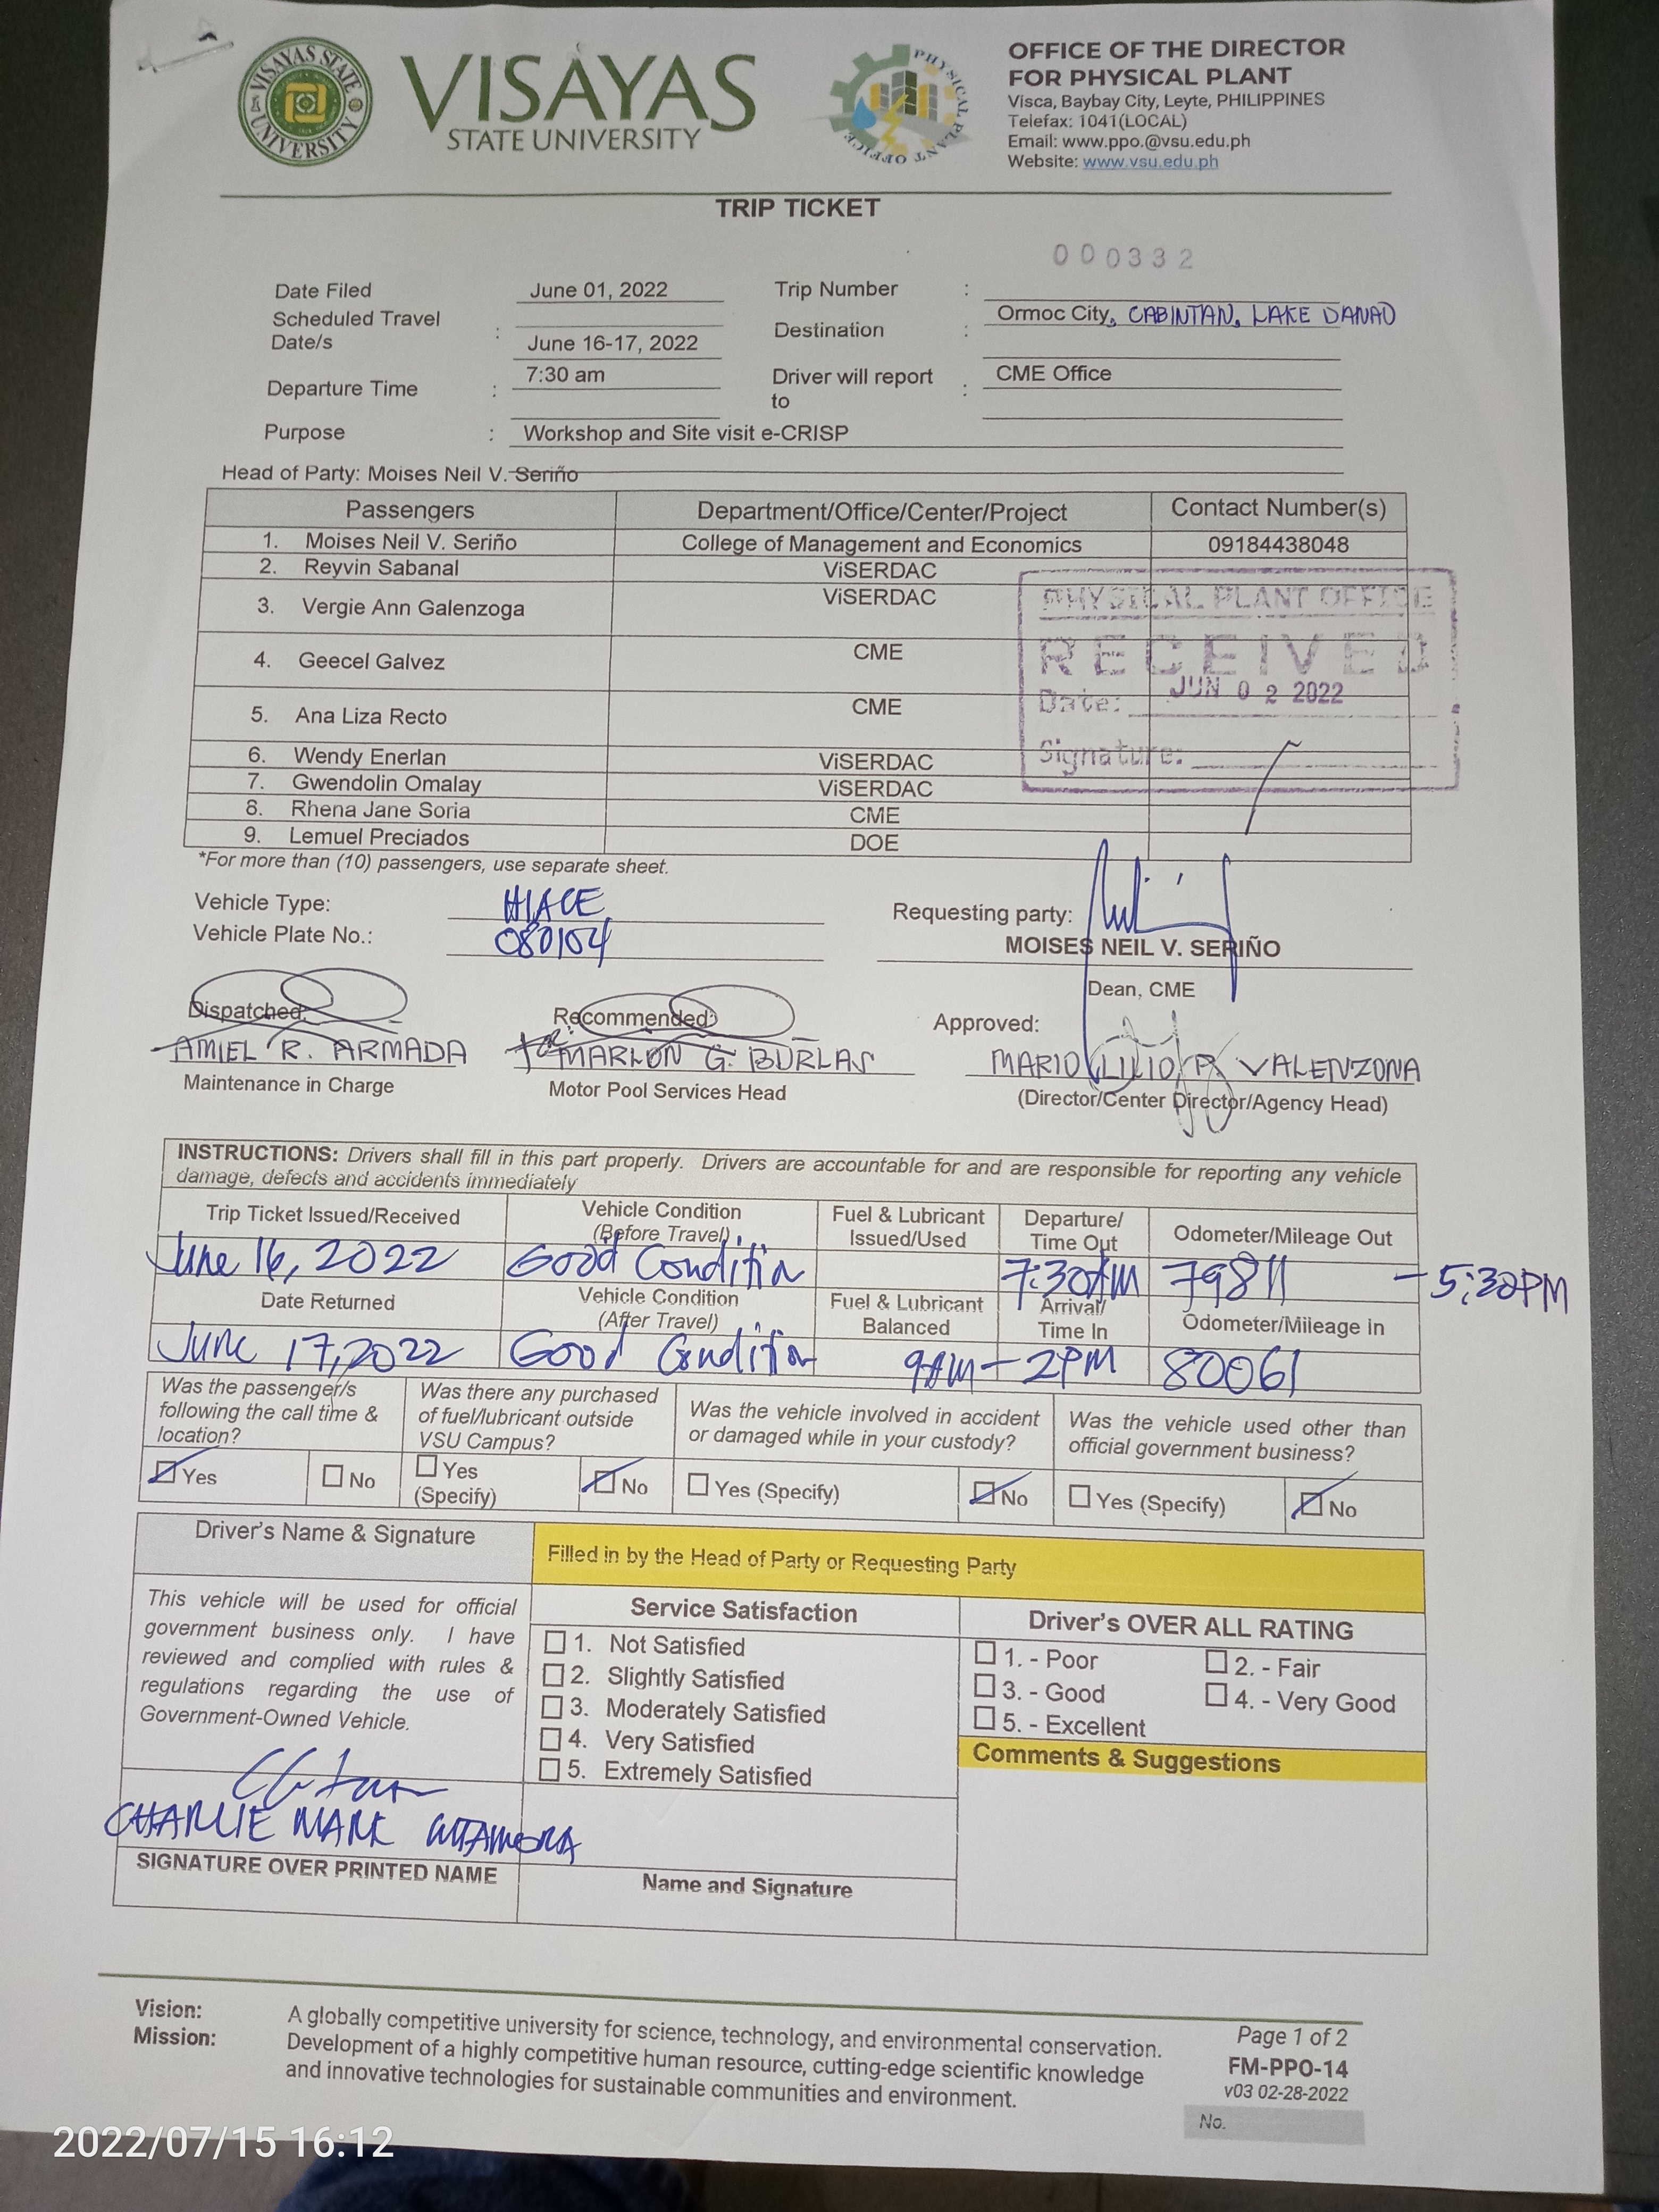 VISAYAS STATE UNIVERSITY
VISAYAS
STATE UNIVERSITY
PHYSICAL PLANT OFFICE
OFFICE OF THE DIRECTOR
FOR PHYSICAL PLANT
Visca, Baybay City, Leyte, PHILIPPINES
Telefax: 1041(LOCAL)
Email: www.ppo.@vsu.edu.ph
Website: www.vsu.edu.ph
TRIP TICKET
000332
Date Filed June 01, 2022 Trip Number :
Scheduled Travel Date/s : June 16-17, 2022 Destination : Ormoc City, CABINTAN, LAKE DANAO
Departure Time : 7:30 am Driver will report to : CME Office
Purpose : Workshop and Site visit e-CRISP
Head of Party: Moises Neil V. Seriño
Passengers Department/Office/Center/Project Contact Number(s)
1. Moises Neil V. Seriño College of Management and Economics 09184438048
2. Reyvin Sabanal ViSERDAC
3. Vergie Ann Galenzoga ViSERDAC
4. Geecel Galvez CME
5. Ana Liza Recto CME
6. Wendy Enerlan ViSERDAC
7. Gwendolin Omalay ViSERDAC
8. Rhena Jane Soria CME
9. Lemuel Preciados DOE
PHYSICAL PLANT OFFICE
RECEIVED
Date: JUN 02 2022
Signature:
*For more than (10) passengers, use separate sheet.
Vehicle Type: HIACE
Vehicle Plate No.: 080104
Requesting party:
MOISES NEIL V. SERIÑO
Dean, CME
Dispatched: Recommended: Approved:
AMIEL R. ARMADA for: MARLON G. BURLAS MARIO LILIO P. VALENZONA
Maintenance in Charge Motor Pool Services Head (Director/Center Director/Agency Head)
INSTRUCTIONS: Drivers shall fill in this part properly. Drivers are accountable for and are responsible for reporting any vehicle
damage, defects and accidents immediately
Trip Ticket Issued/Received Vehicle Condition (Before Travel) Fuel & Lubricant Issued/Used Departure/ Time Out Odometer/Mileage Out
June 16, 2022 Good Condition 7:30AM 79811 - 5:30PM
Date Returned Vehicle Condition (After Travel) Fuel & Lubricant Balanced Arrival/ Time In Odometer/Mileage in
June 17, 2022 Good Condition 9AM - 2PM 80061
Was the passenger/s following the call time & location? Was there any purchased of fuel/lubricant outside VSU Campus? Was the vehicle involved in accident or damaged while in your custody? Was the vehicle used other than official government business?
Yes No Yes (Specify) No Yes (Specify) No Yes (Specify) No
Driver's Name & Signature
Filled in by the Head of Party or Requesting Party
This vehicle will be used for official
government business only. I have
reviewed and complied with rules &
regulations regarding the use of
Government-Owned Vehicle.
CHARLIE MARK
SIGNATURE OVER PRINTED NAME
Service Satisfaction
1. Not Satisfied
2. Slightly Satisfied
3. Moderately Satisfied
4. Very Satisfied
5. Extremely Satisfied
Name and Signature
Driver's OVER ALL RATING
1. - Poor 2. - Fair
3. - Good 4. - Very Good
5. - Excellent
Comments & Suggestions
Vision: A globally competitive university for science, technology, and environmental conservation.
Mission: Development of a highly competitive human resource, cutting-edge scientific knowledge
and innovative technologies for sustainable communities and environment.
Page 1 of 2
FM-PPO-14
v03 02-28-2022
No.
2022/07/15 16:12